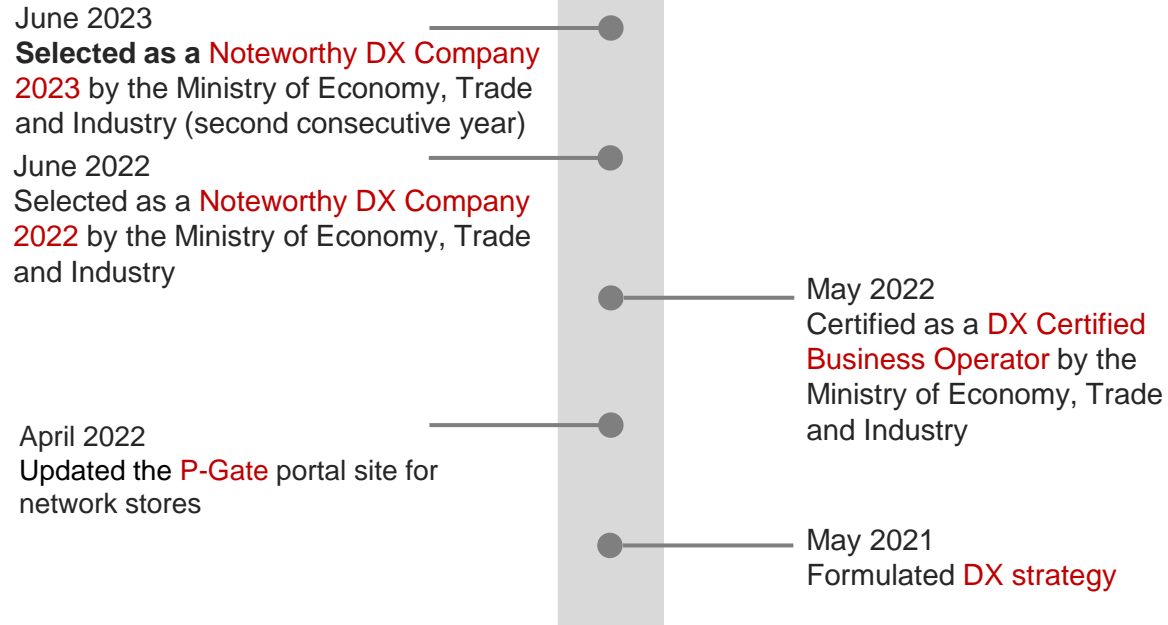 June 2023
Selected as a Noteworthy DX Company
2023 by the Ministry of Economy, Trade
and Industry (second consecutive year)
June 2022
Selected as a Noteworthy DX Company
2022 by the Ministry of Economy, Trade
and Industry
May 2022
Certified as a DX Certified
Business Operator by the
Ministry of Economy, Trade
and Industry
April 2022
Updated the P-Gate portal site for
network stores
May 2021
Formulated DX strategy